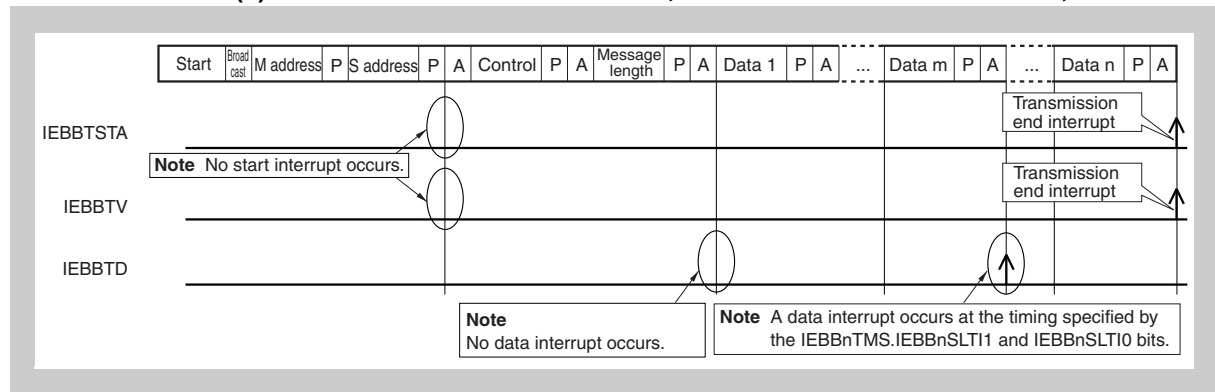 Start Broad cast M address P S address P A Control P A Message length P A Data 1 P A ... Data m P A ... Data n P A
IEBBTSTA
Transmission
end interrupt
Note No start interrupt occurs.
IEBBTV
Transmission
end interrupt
IEBBTD
Note
No data interrupt occurs.
Note A data interrupt occurs at the timing specified by
the IEBBnTMS.IEBBnSLTI1 and IEBBnSLTI0 bits.